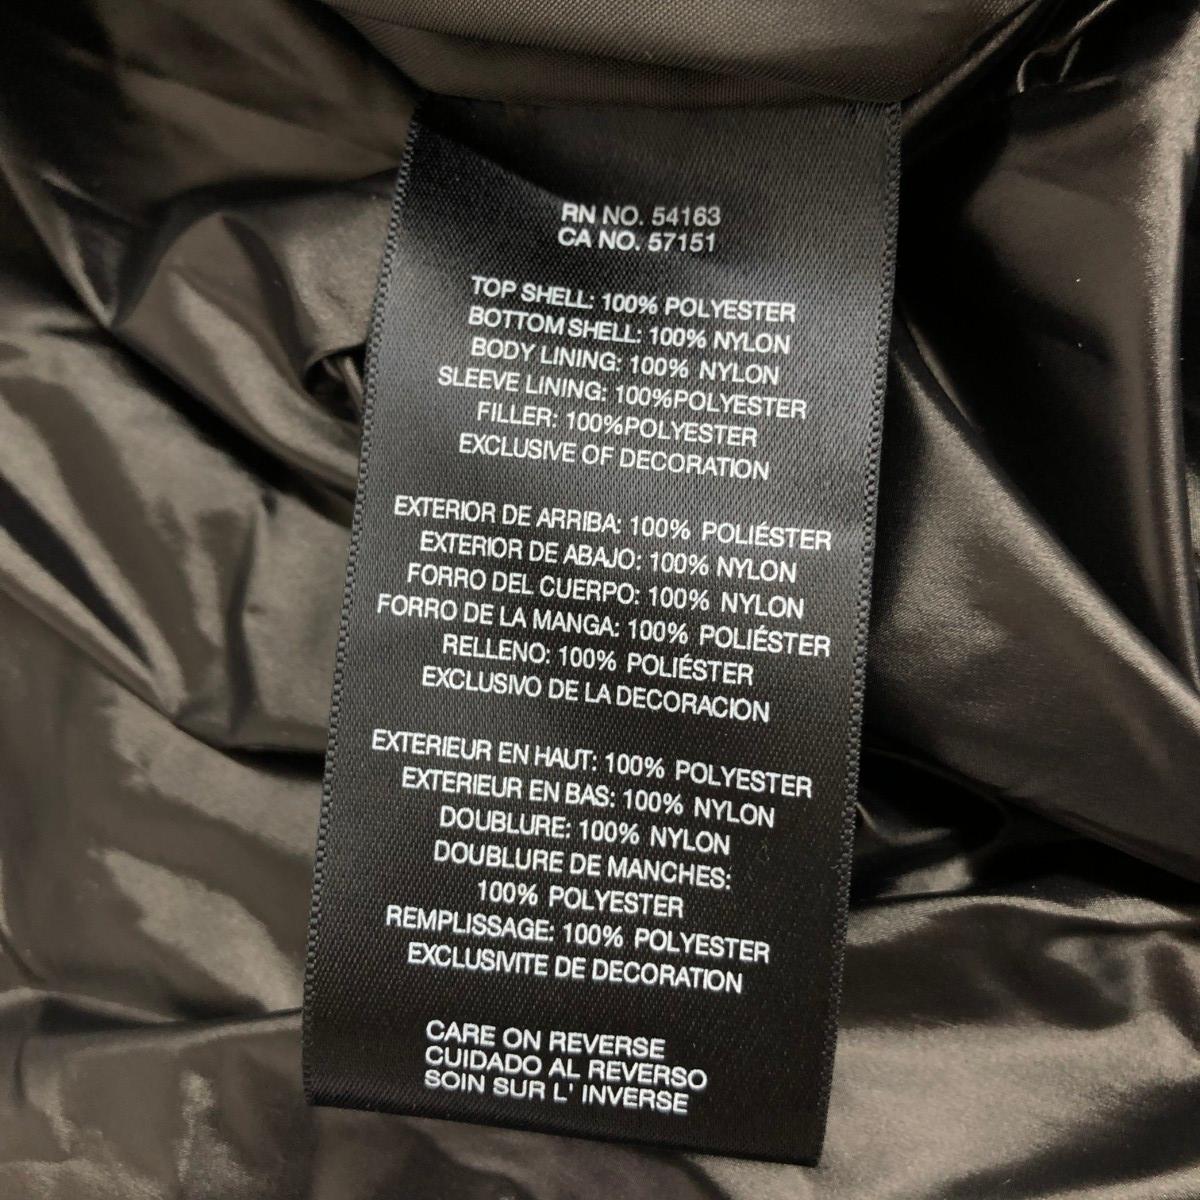 RN NO. 54163
CA NO. 57151
TOP SHELL: 100% POLYESTER
BOTTOM SHELL: 100% NYLON
BODY LINING: 100% NYLON
SLEEVE LINING: 100%POLYESTER
FILLER: 100%POLYESTER
EXCLUSIVE OF DECORATION
EXTERIOR DE ARRIBA: 100% POLIÉSTER
EXTERIOR DE ABAJO: 100% NYLON
FORRO DEL CUERPO: 100% NYLON
FORRO DE LA MANGA: 100% POLIÉSTER
RELLENO: 100% POLIÉSTER
EXCLUSIVO DE LA DECORACION
EXTERIEUR EN HAUT: 100% POLYESTER
EXTERIEUR EN BAS: 100% NYLON
DOUBLURE: 100% NYLON
DOUBLURE DE MANCHES:
100% POLYESTER
REMPLISSAGE: 100% POLYESTER
EXCLUSIVITE DE DECORATION
CARE ON REVERSE
CUIDADO AL REVERSO
SOIN SUR L' INVERSE